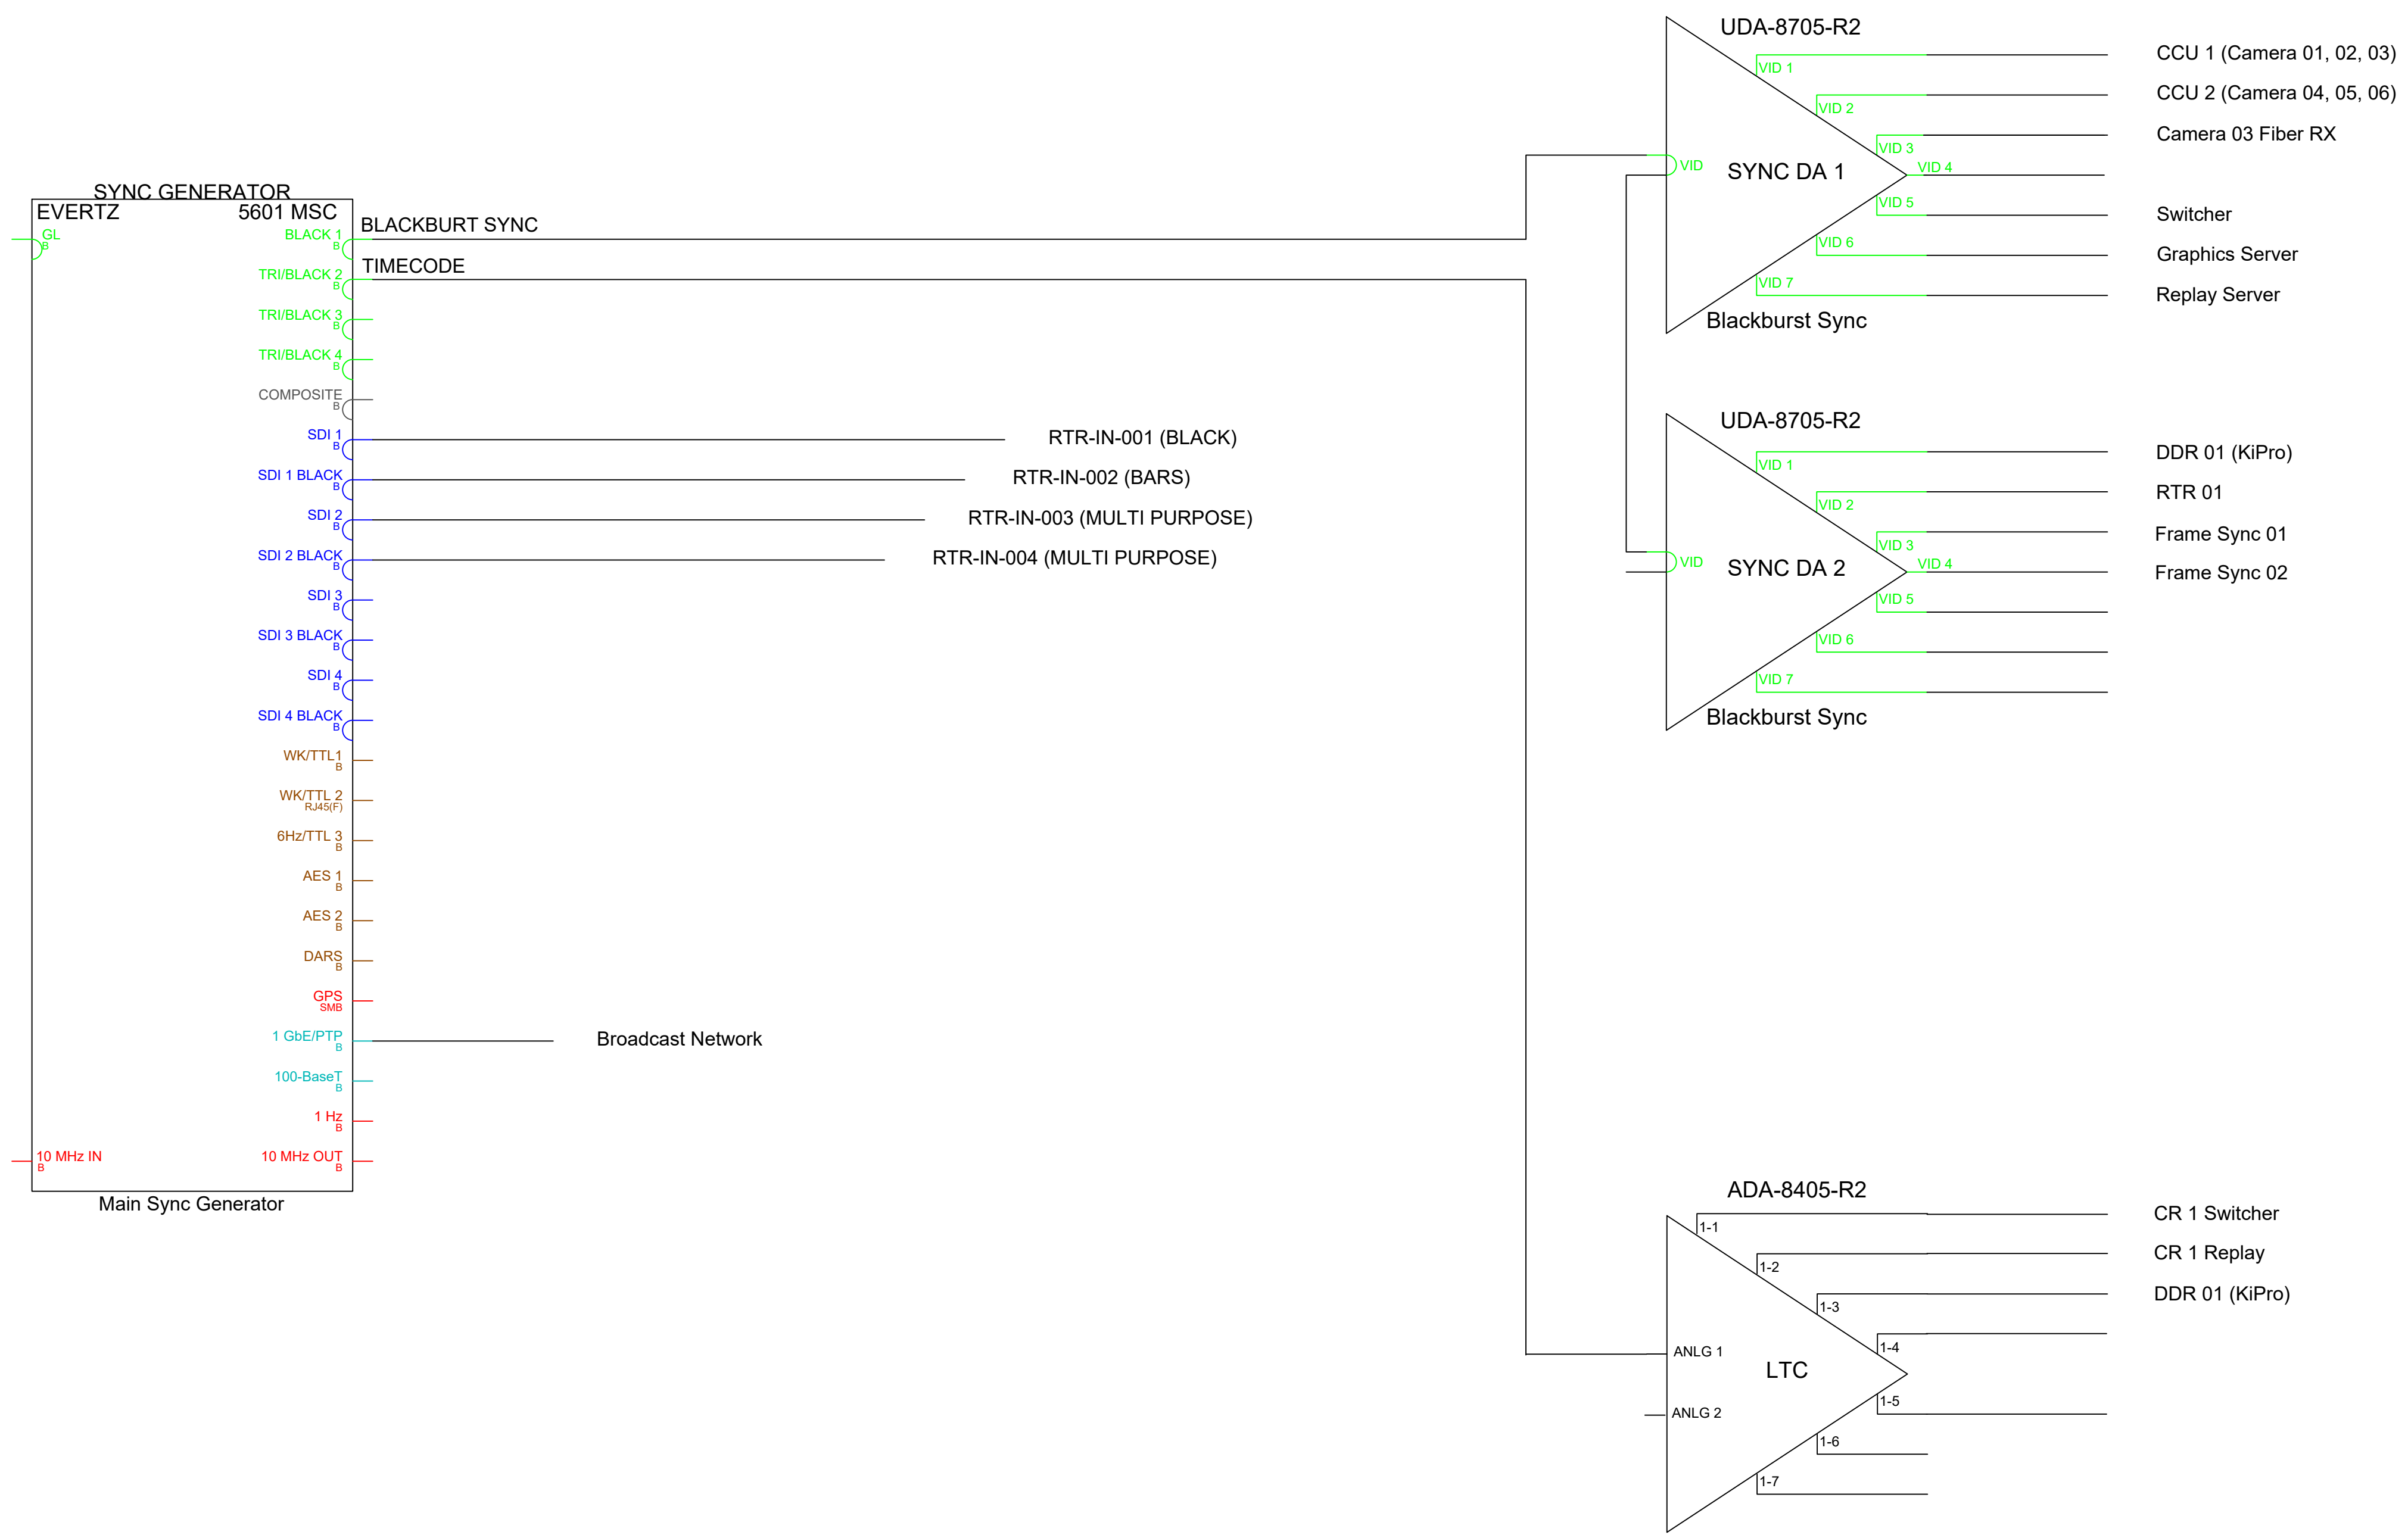 SYNC GENERATOR
EVERTZ
5601 MSC
GL
B
BLACK 1
B
BLACKBURT SYNC
TRI/BLACK 2
B
TIMECODE
TRI/BLACK 3
B
TRI/BLACK 4
B
COMPOSITE
B
SDI 1
B
RTR-IN-001 (BLACK)
SDI 1 BLACK
B
RTR-IN-002 (BARS)
SDI 2
B
RTR-IN-003 (MULTI PURPOSE)
SDI 2 BLACK
B
RTR-IN-004 (MULTI PURPOSE)
SDI 3
B
SDI 3 BLACK
B
SDI 4
B
SDI 4 BLACK
B
WK/TTL1
B
WK/TTL 2
RJ45(F)
6Hz/TTL 3
B
AES 1
B
AES 2
B
DARS
B
GPS
SMB
1 GbE/PTP
B
Broadcast Network
100-BaseT
B
1 Hz
B
10 MHz IN
B
10 MHz OUT
B
Main Sync Generator
UDA-8705-R2
VID 1
CCU 1 (Camera 01, 02, 03)
VID 2
CCU 2 (Camera 04, 05, 06)
VID 3
Camera 03 Fiber RX
VID
SYNC DA 1
VID 4
VID 5
Switcher
VID 6
Graphics Server
VID 7
Replay Server
Blackburst Sync
UDA-8705-R2
VID 1
DDR 01 (KiPro)
VID 2
RTR 01
VID 3
Frame Sync 01
VID
SYNC DA 2
VID 4
Frame Sync 02
VID 5
VID 6
VID 7
Blackburst Sync
ADA-8405-R2
1-1
CR 1 Switcher
1-2
CR 1 Replay
1-3
DDR 01 (KiPro)
1-4
ANLG 1
LTC
1-5
ANLG 2
1-6
1-7